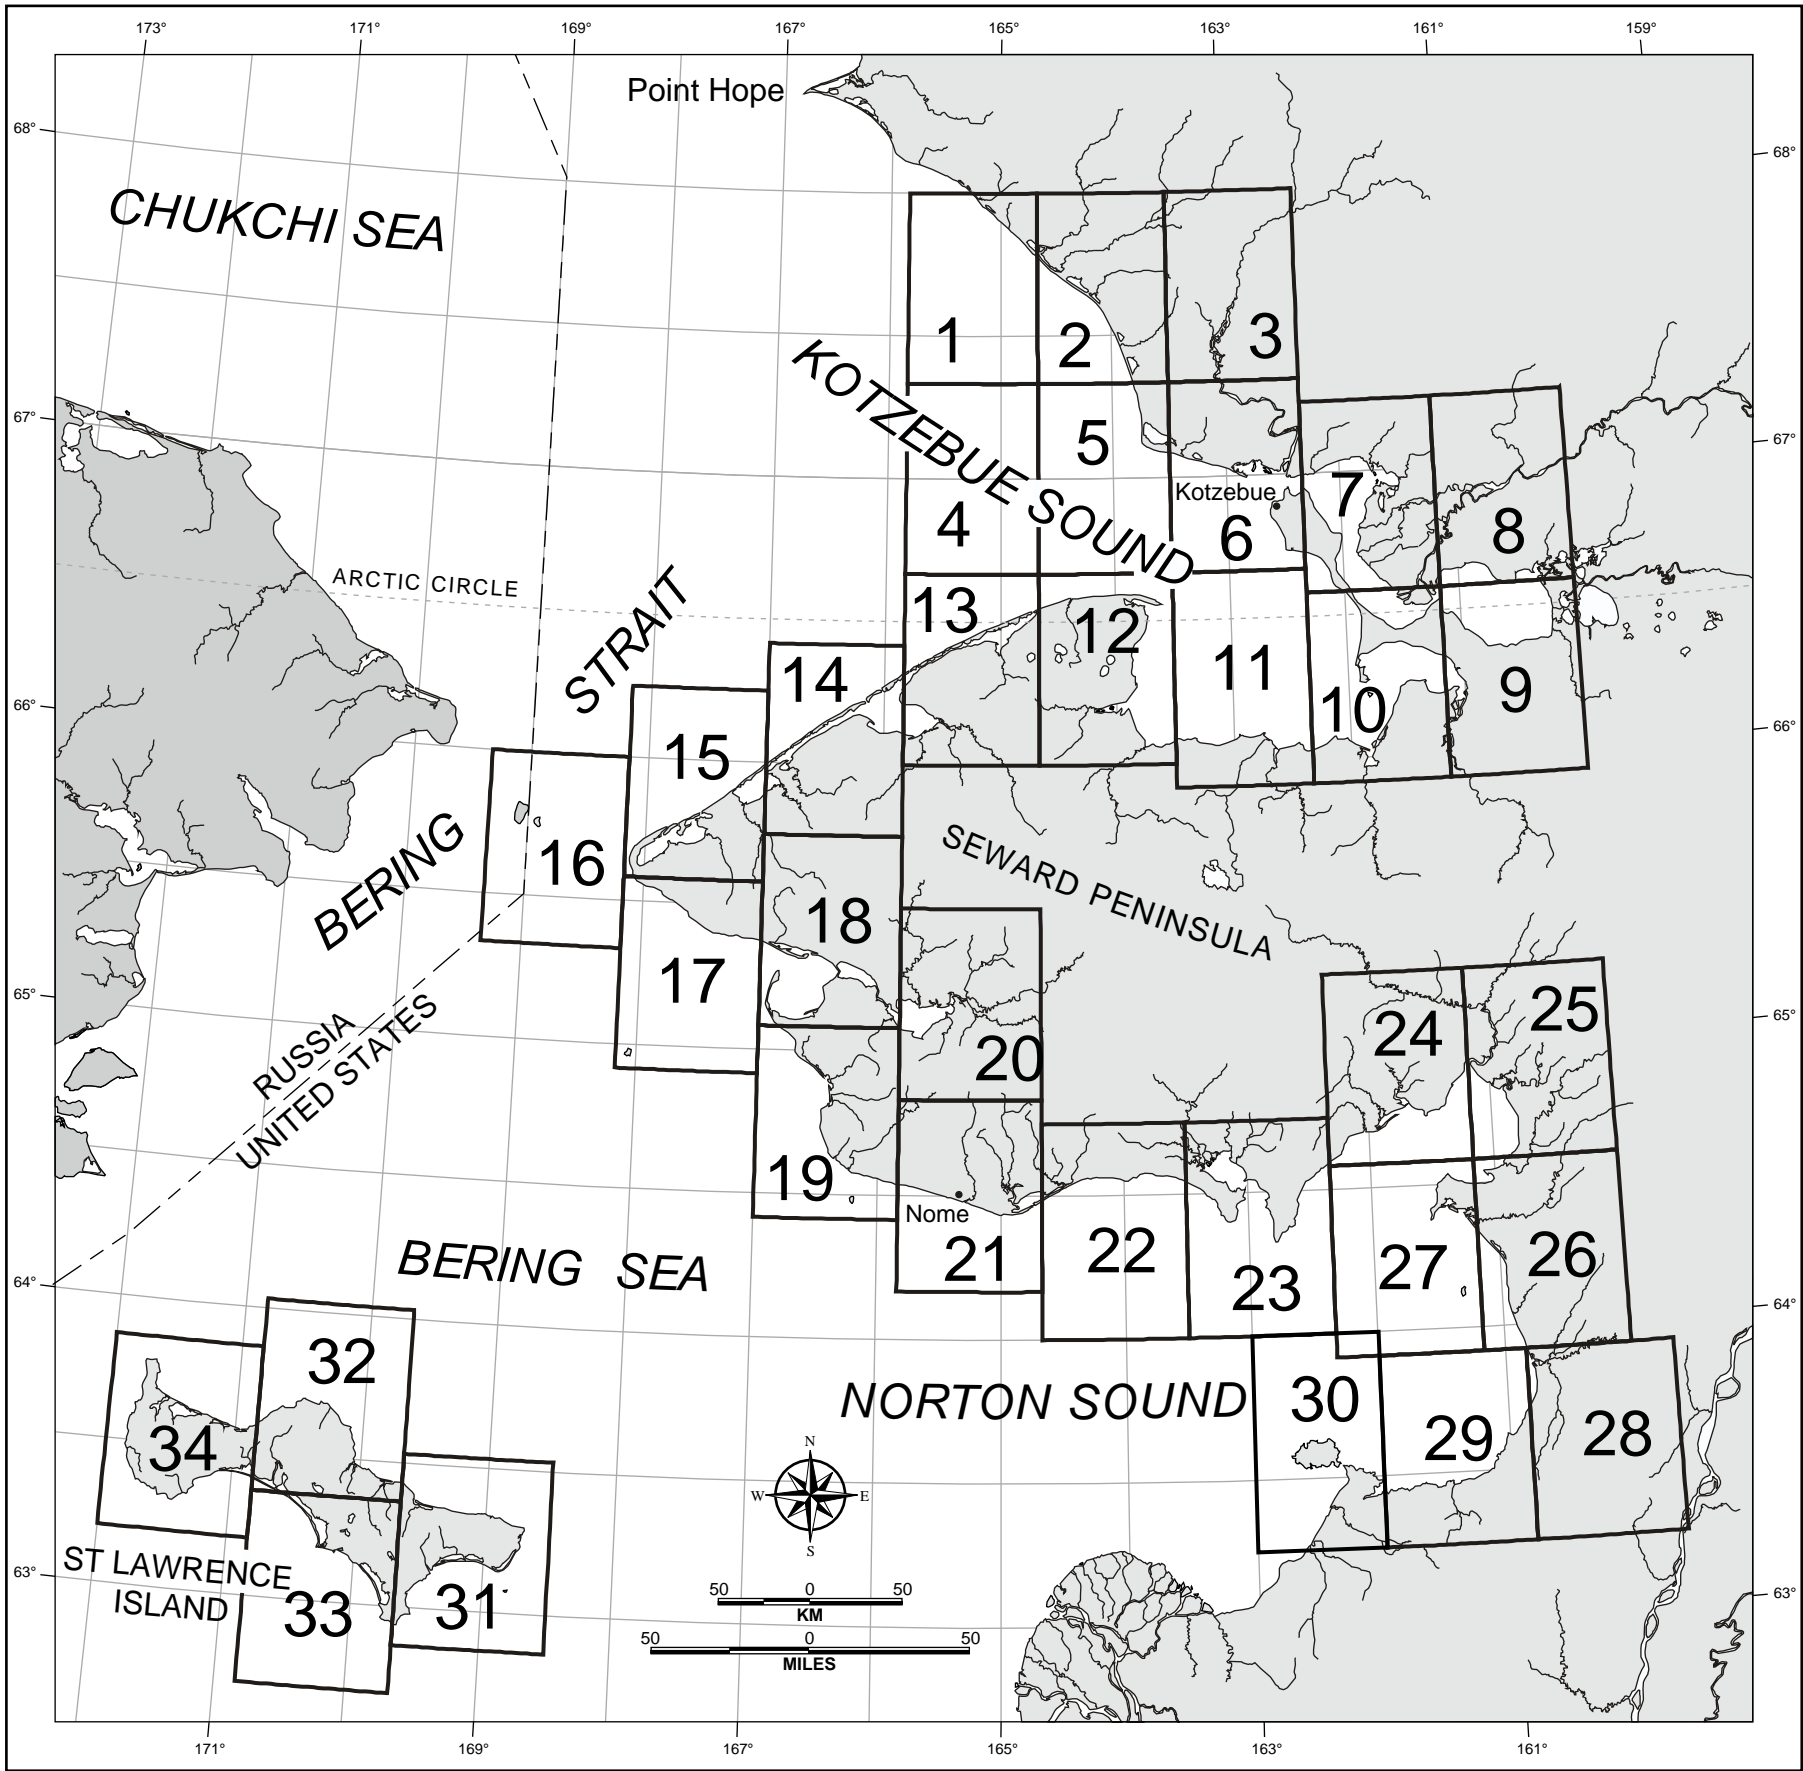 173° 171° 169° 167° 165° 163° 161° 159°
Point Hope
68° 68°
CHUKCHI SEA
1 2 3
KOTZEBUE SOUND
67° 67°
5
Kotzebue
7
4 6 8
ARCTIC CIRCLE
13 12
STRAIT
14 11 10 9
66° 66°
15
BERING
16
SEWARD PENINSULA
18
17
65° 65°
25
24
20
RUSSIA
UNITED STATES
19
Nome
21 22 23 27 26
BERING SEA
64° 64°
32
NORTON SOUND
30 29 28
34
N
W E
S
ST LAWRENCE
ISLAND
63° 63°
33 31
50 0 50
KM
50 0 50
MILES
171° 169° 167° 165° 163° 161°